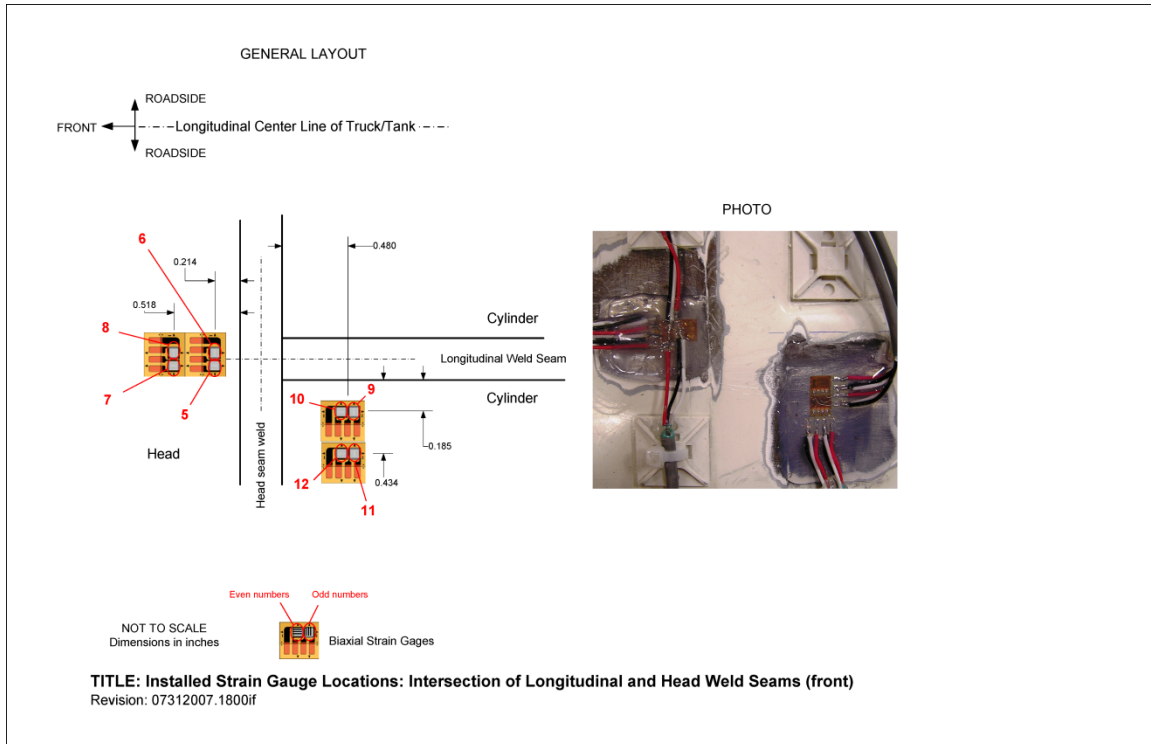 GENERAL LAYOUT
ROADSIDE
FRONT
Longitudinal Center Line of Truck/Tank
ROADSIDE
PHOTO
6
0.480
0.214
0.518
8
Cylinder
Longitudinal Weld Seam
7
5
Cylinder
10
9
0.185
Head
Head seam weld
12
0.434
11
Even numbers
Odd numbers
NOT TO SCALE
Dimensions in inches
Biaxial Strain Gages
TITLE: Installed Strain Gauge Locations: Intersection of Longitudinal and Head Weld Seams (front)
Revision: 07312007.1800if